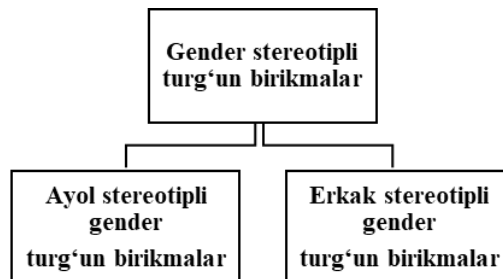 Gender stereotipli
turg‘un birikmalar
Ayol stereotipli
gender
turg‘un birikmalar
Erkak stereotipli
gender
turg‘un birikmalar